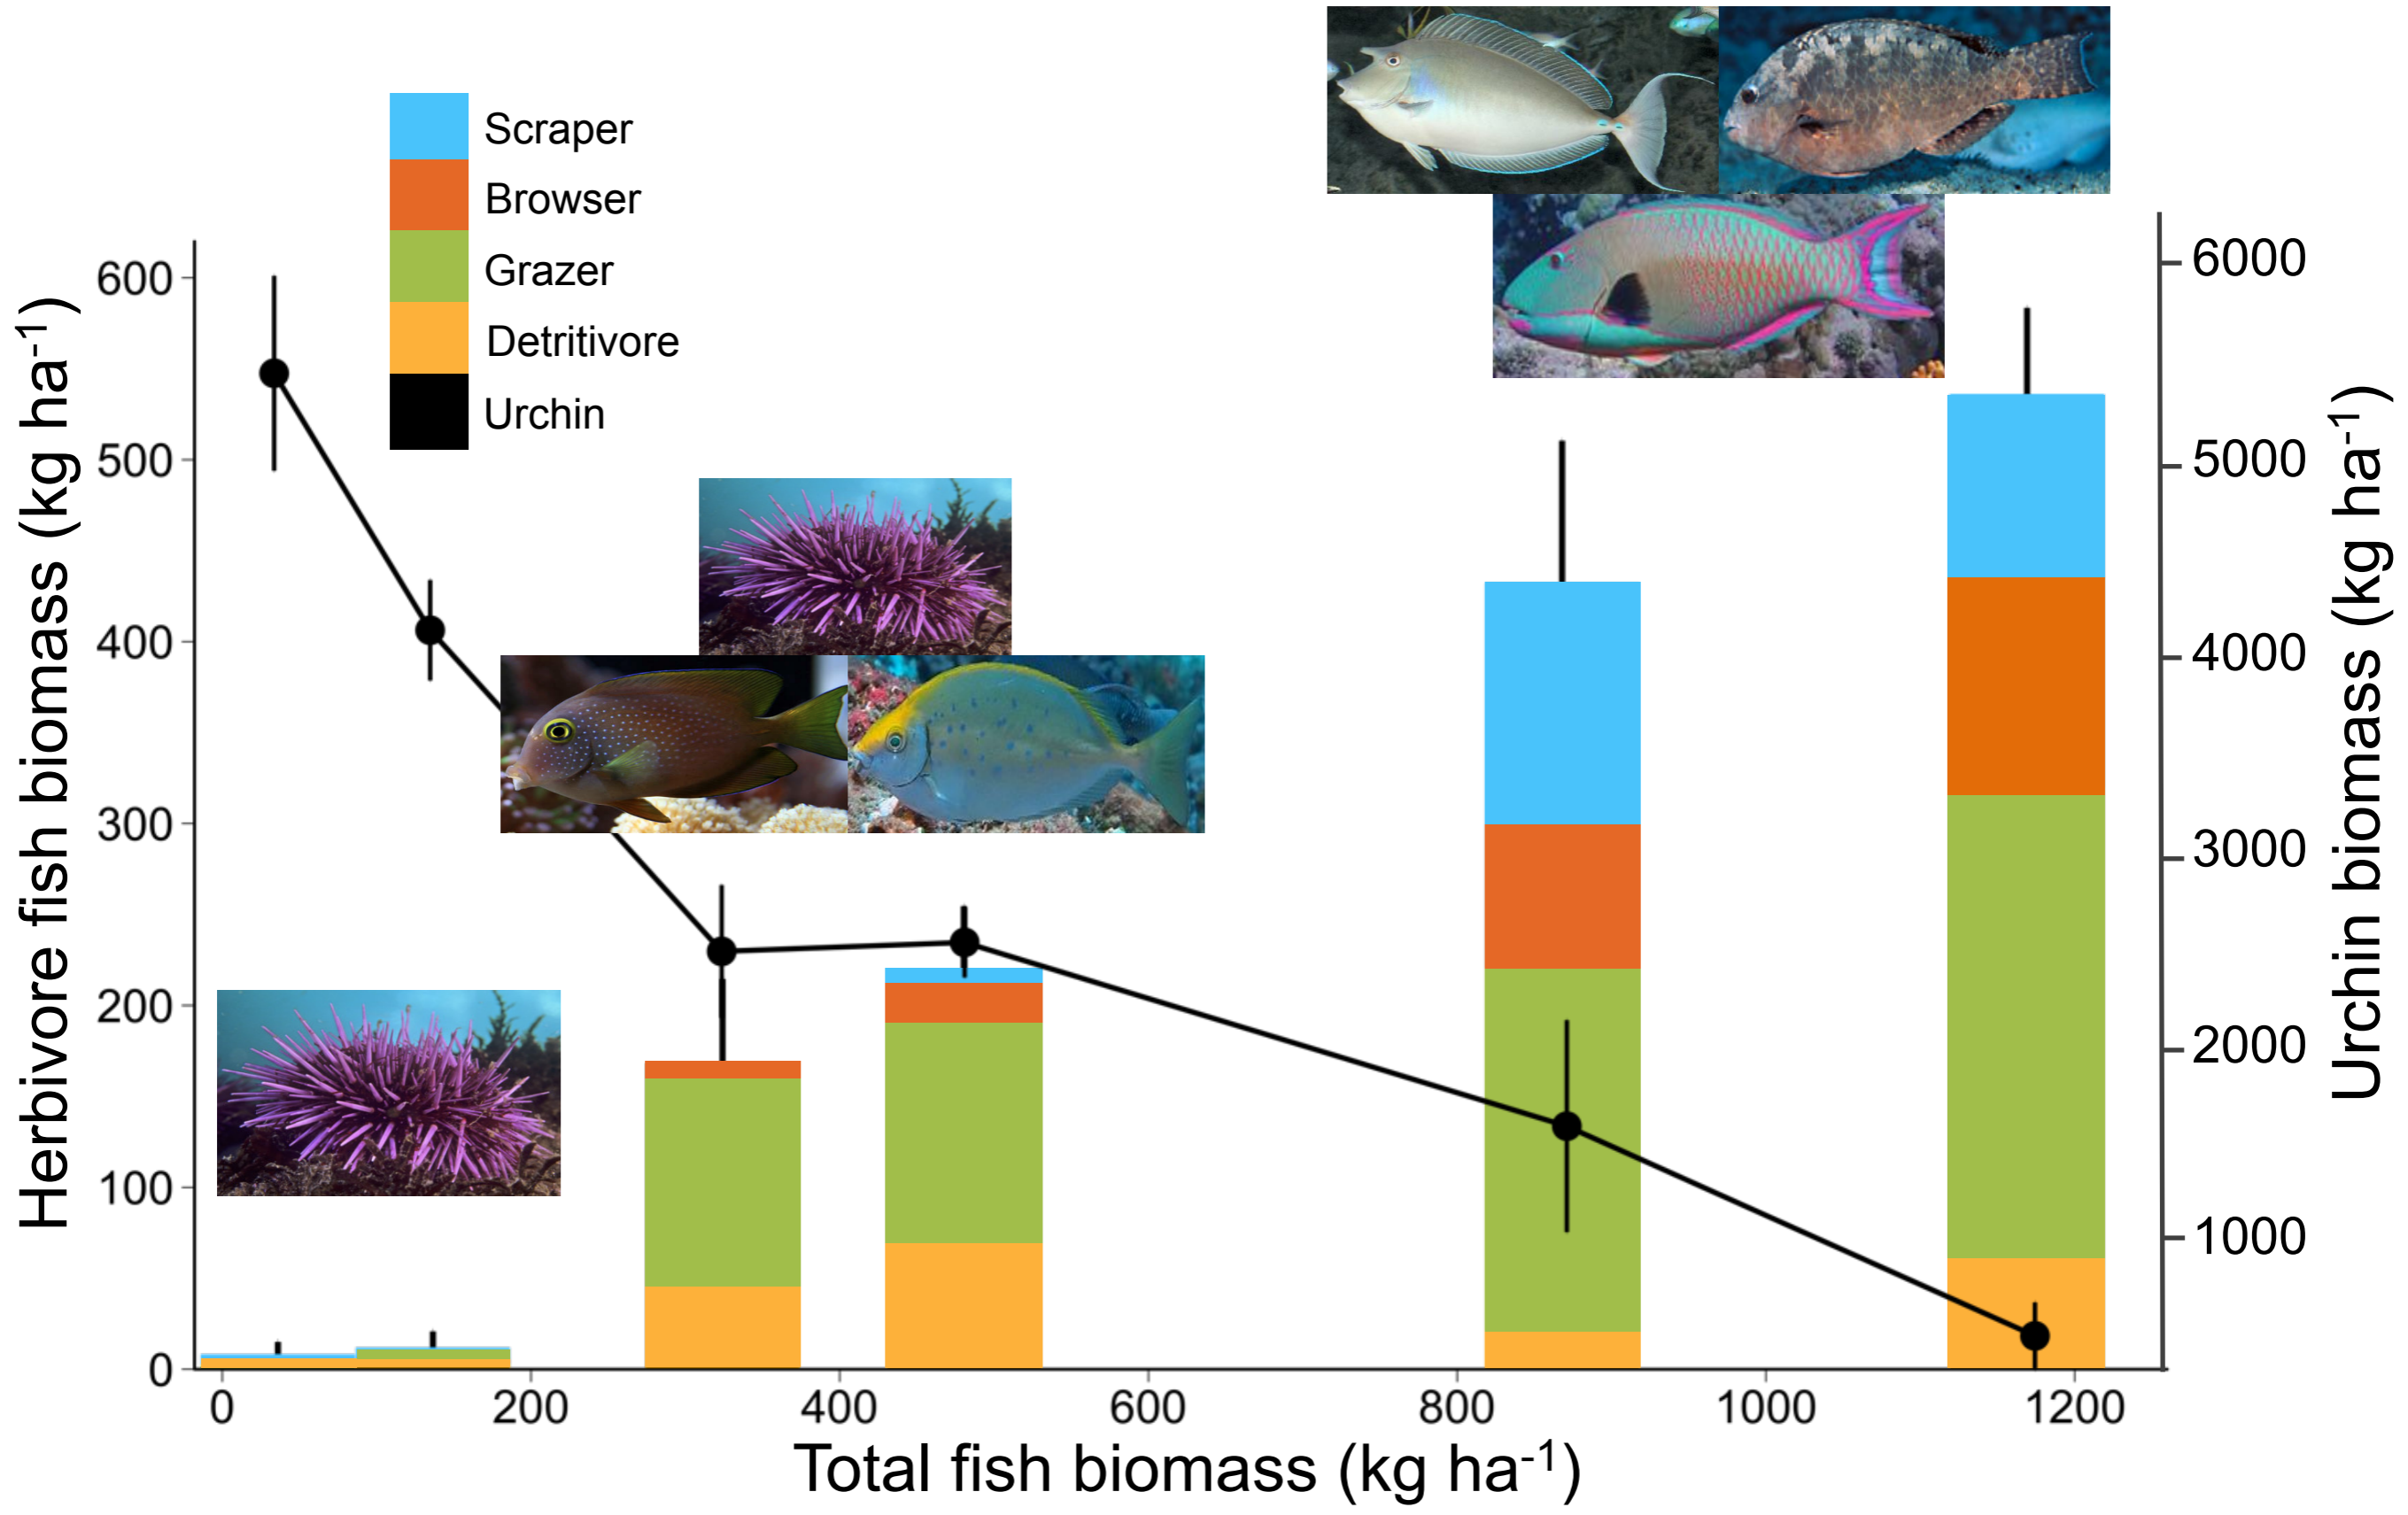 Scraper
Browser
Grazer
Detritivore
Urchin
Herbivore fish biomass (kg ha-1)
600
500
400
300
200
100
0
6000
5000
4000
3000
2000
1000
Urchin biomass (kg ha-1)
0 200 400 600 800 1000 1200
Total fish biomass (kg ha-1)